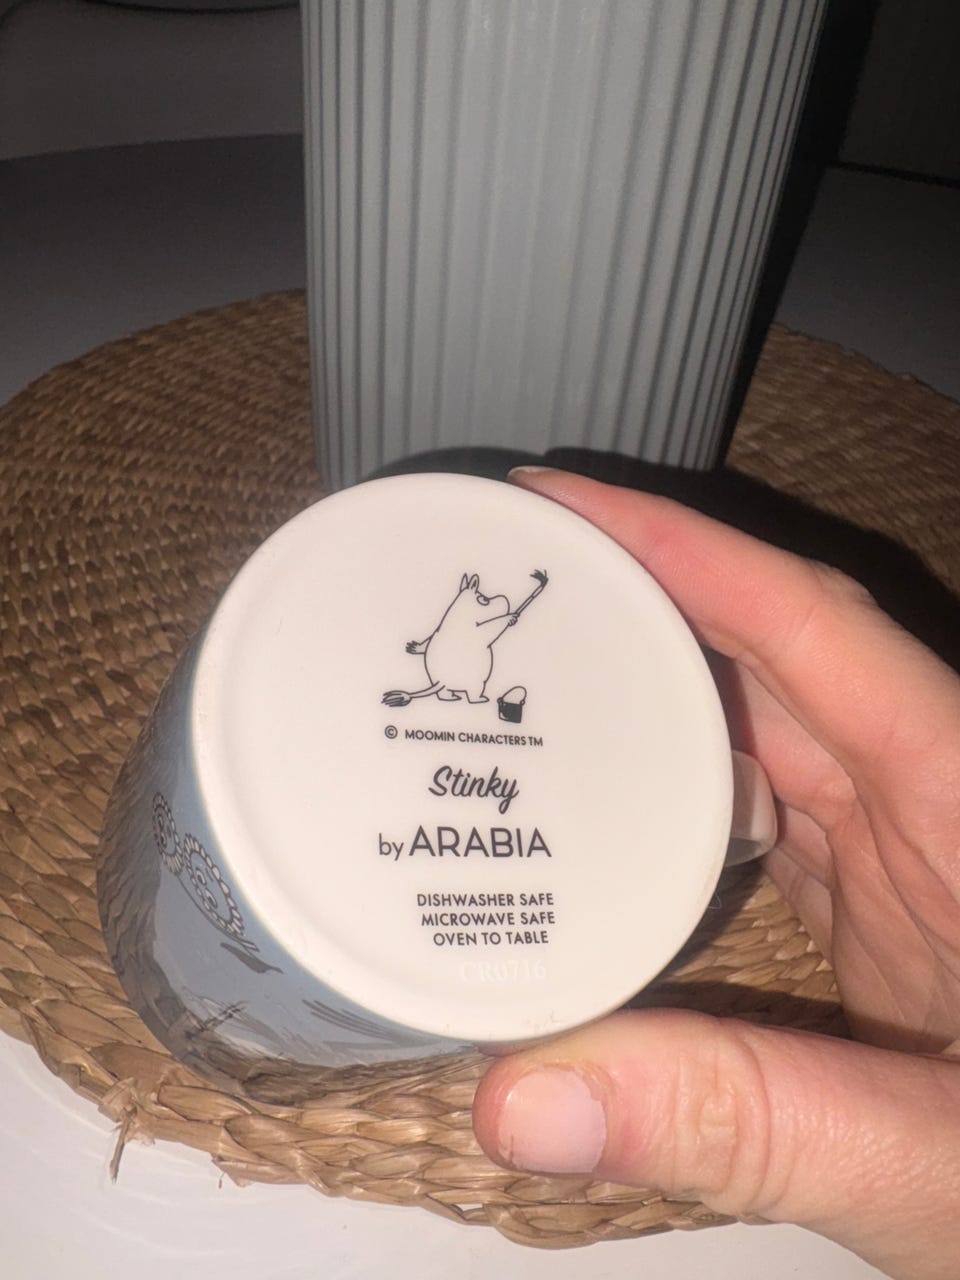 © MOOMIN CHARACTERS TM
Stinky
by ARABIA
DISHWASHER SAFE
MICROWAVE SAFE
OVEN TO TABLE
CR0716